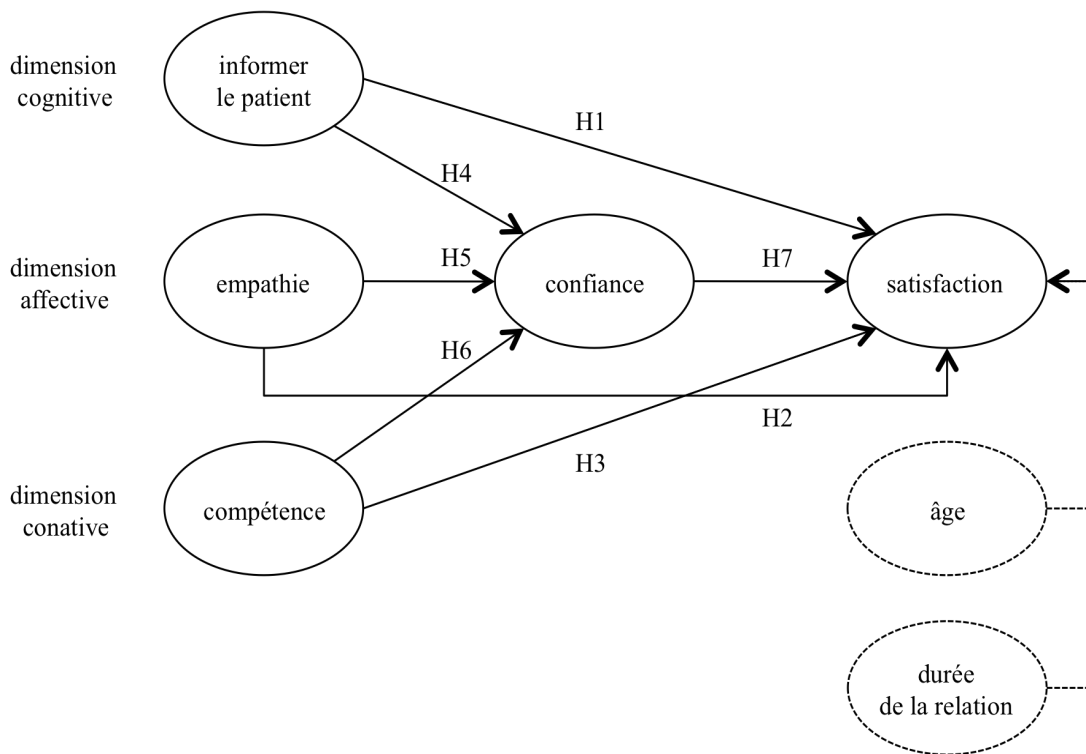 dimension
cognitive
informer
le patient
H1
H4
dimension
affective
empathie
H5
confiance
H7
satisfaction
H6
H2
H3
dimension
conative
compétence
âge
durée
de la relation